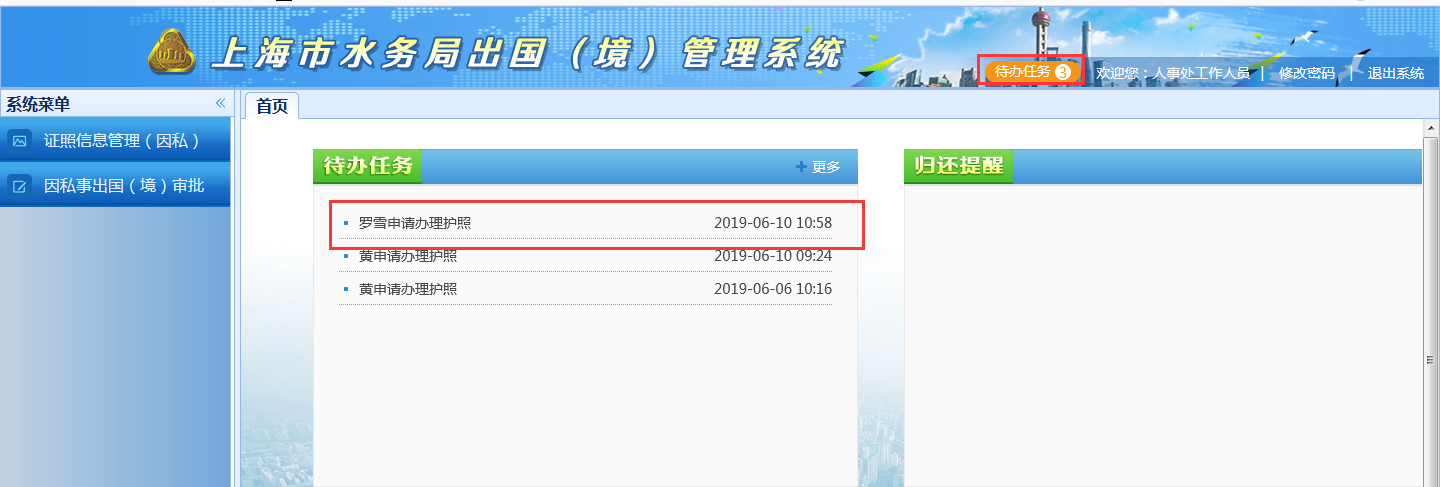 上海市水务局出国（境）管理系统
待办任务 3 欢迎您：人事处工作人员 | 修改密码 | 退出系统
系统菜单
首页
证照信息管理（因私）
因私事出国（境）审批
待办任务
更多
罗雪申请办理护照 2019-06-10 10:58
黄申请办理护照 2019-06-10 09:24
黄申请办理护照 2019-06-06 10:16
归还提醒